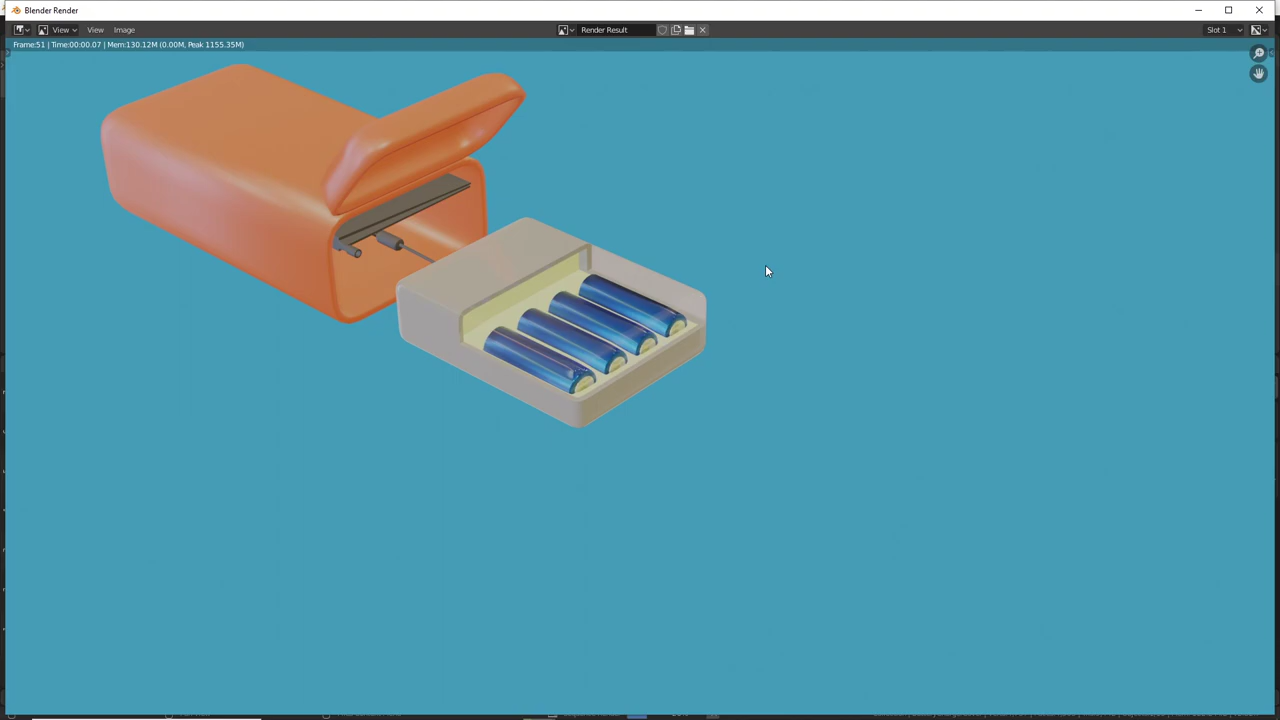 Blender Render
View View Image Render Result Slot 1
Frame:51 | Time:00:00.07 | Mem:130.12M (0.00M, Peak 1155.35M)